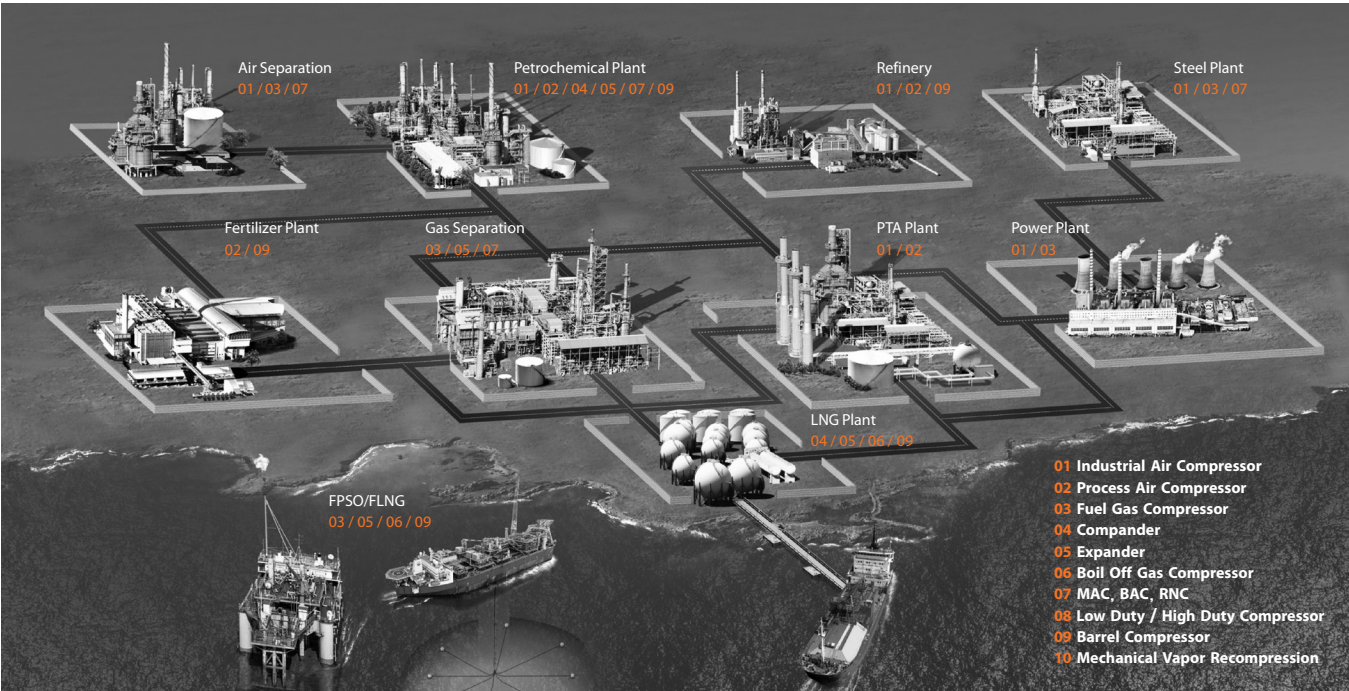 Air Separation
01 / 03 / 07
Petrochemical Plant
01 / 02 / 04 / 05 / 07 / 09
Refinery
01 / 02 / 09
Steel Plant
01 / 03 / 07
Fertilizer Plant
02 / 09
Gas Separation
03 / 05 / 07
PTA Plant
01 / 02
Power Plant
01 / 03
LNG Plant
04 / 05 / 06 / 09
FPSO/FLNG
03 / 05 / 06 / 09
01 Industrial Air Compressor
02 Process Air Compressor
03 Fuel Gas Compressor
04 Compander
05 Expander
06 Boil Off Gas Compressor
07 MAC, BAC, RNC
08 Low Duty / High Duty Compressor
09 Barrel Compressor
10 Mechanical Vapor Recompression